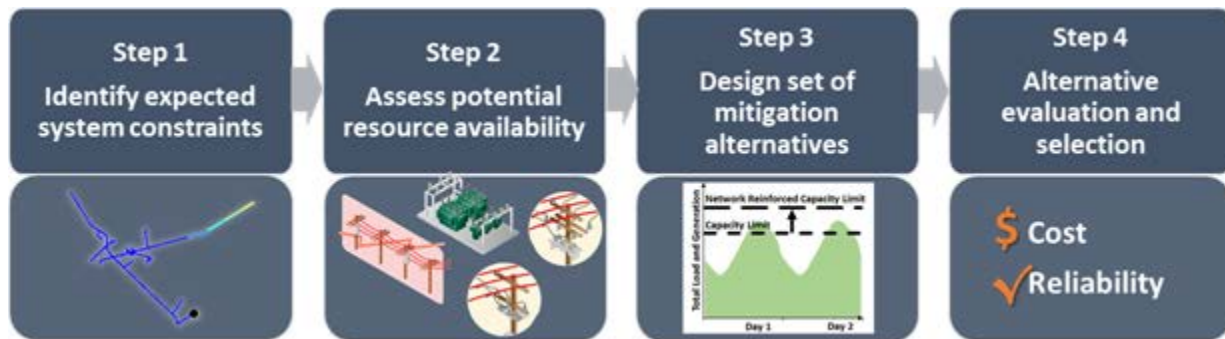 Step 1
Identify expected
system constraints
Step 2
Assess potential
resource availability
Step 3
Design set of
mitigation
alternatives
Step 4
Alternative
evaluation and
selection
Total Load and Generation
Network Reinforced Capacity Limit
Capacity Limit
Day 1
Day 2
$ Cost
Reliability